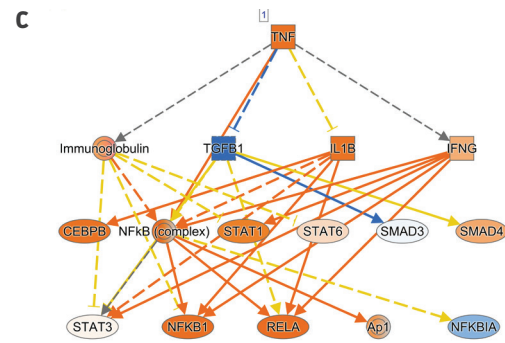 C
1
TNF
Immunoglobulin TGFB1 IL1B IFNG
CEBPB NFkB (complex) STAT1 STAT6 SMAD3 SMAD4
STAT3 NFKB1 RELA Ap1 NFKBIA